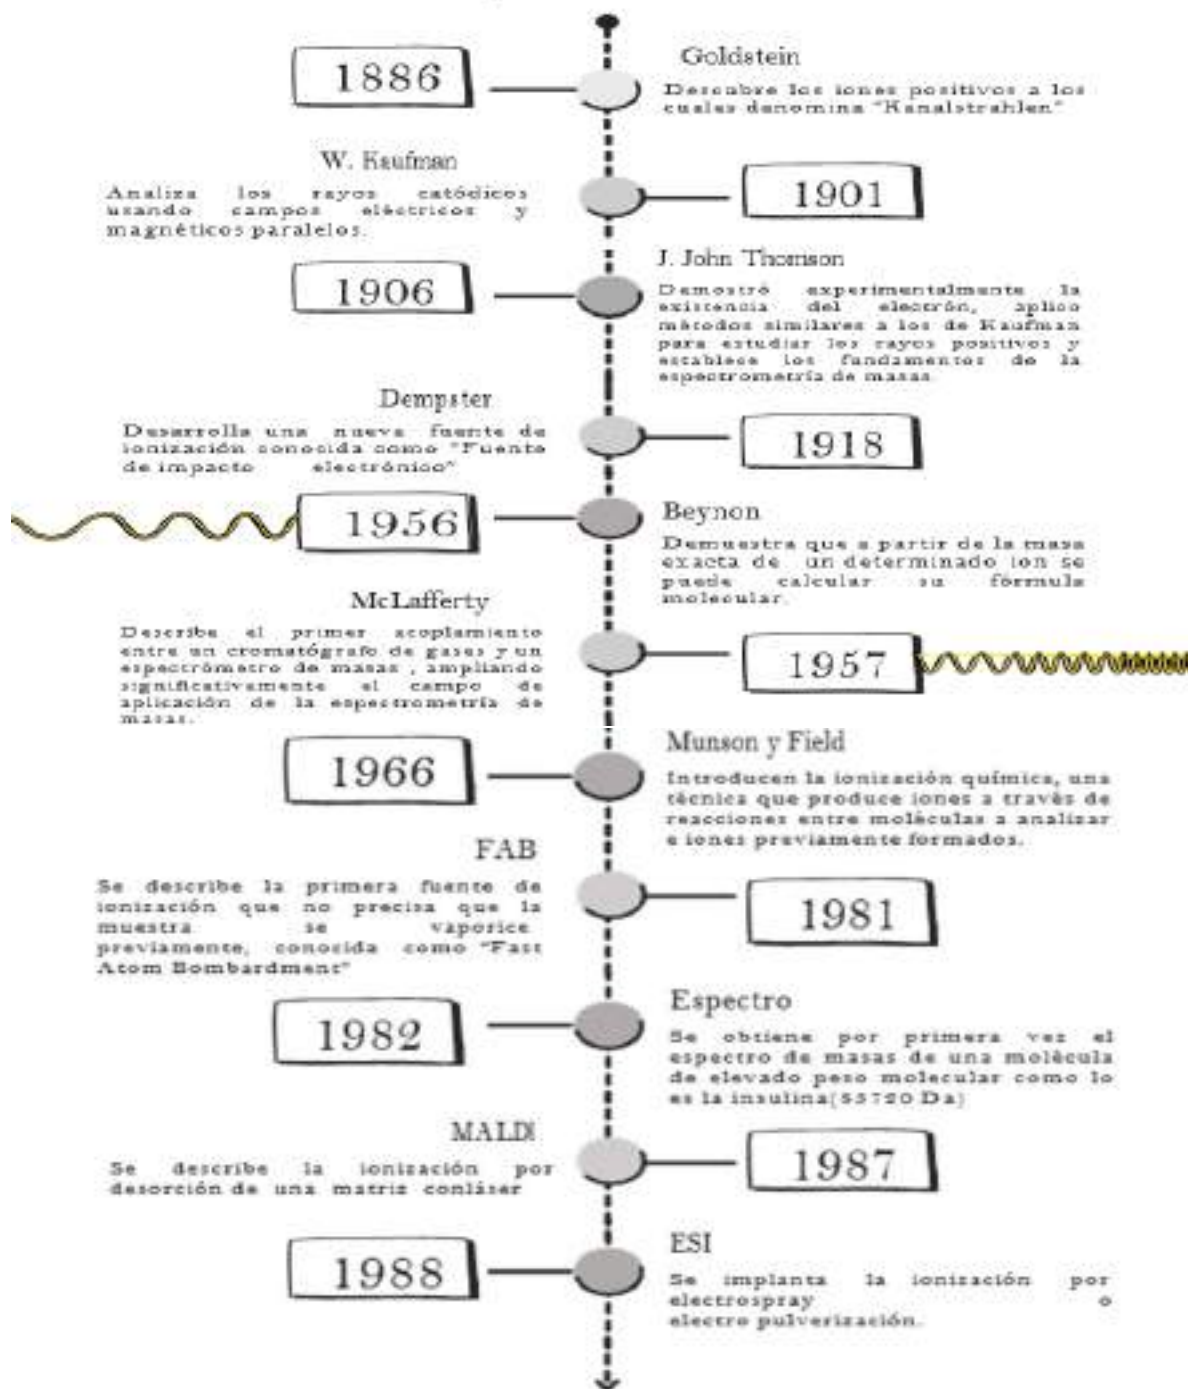 1886
Goldstein
Descubre los iones positivos a los
cuales denomina "Kanalstrahlen"
W. Kaufman
Analiza los rayos catódicos
usando campos eléctricos y
magnéticos paralelos.
1901
1906
J. John Thomson
Demostró experimentalmente la
existencia del electrón, aplico
métodos similares a los de Kaufman
para estudiar los rayos positivos y
establece los fundamentos de la
espectrometría de masas
Dempster
Desarrolla una nueva fuente de
ionización conocida como "Fuente
de impacto electrónico"
1918
1956
Beynon
Demuestra que a partir de la masa
exacta de un determinado ion se
puede calcular su fórmula
molecular.
McLafferty
Describe el primer acoplamiento
entre un cromatógrafo de gases y un
espectrómetro de masas , ampliando
significativamente el campo de
aplicación de la espectrometría de
masas.
1957
1966
Munson y Field
Introducen la ionización química, una
técnica que produce iones a través de
reacciones entre moléculas a analizar
e iones previamente formados.
FAB
Se describe la primera fuente de
ionización que no precisa que la
muestra se vaporice
previamente, conocida como "Fast
Atom Bombardment"
1981
1982
Espectro
Se obtiene por primera vez el
espectro de masas de una molécula
de elevado peso molecular como lo
es la insulina( Da)
MALDI
Se describe la ionización por
desorción de una matriz conláser
1987
1988
ESI
Se implanta la ionización por
electrospray o
electro pulverización.